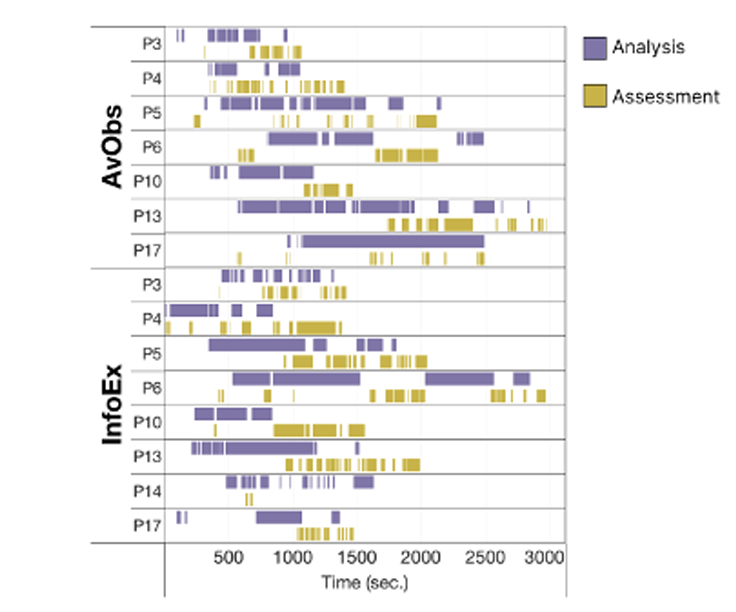 Analysis
Assessment
AvObs
P3
P4
P5
P6
P10
P13
P17
InfoEx
P3
P4
P5
P6
P10
P13
P14
P17
500 1000 1500 2000 2500 3000
Time (sec.)